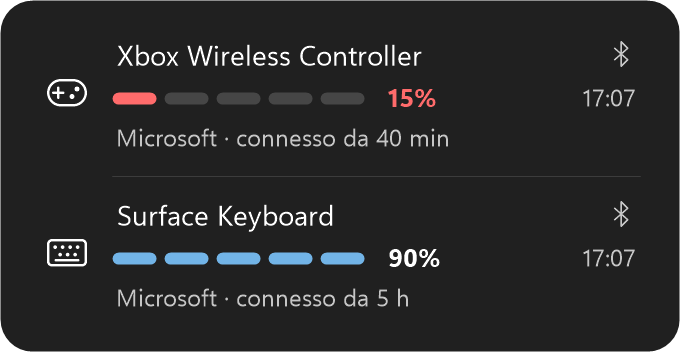 Xbox Wireless Controller
15% 17:07
Microsoft · connesso da 40 min
Surface Keyboard
90% 17:07
Microsoft · connesso da 5 h